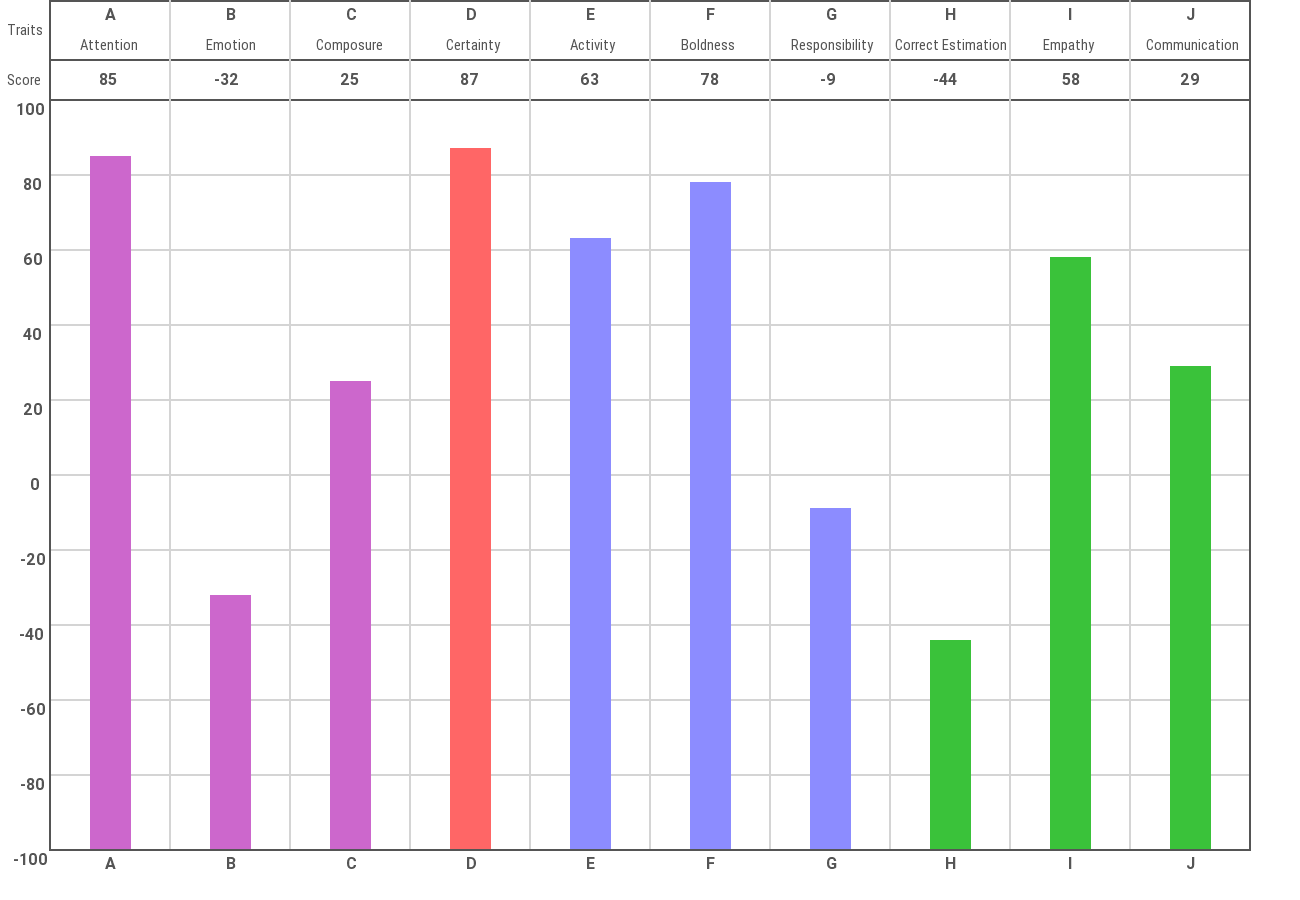 A B C D E F G H I J
Traits
Attention Emotion Composure Certainty Activity Boldness Responsibility Correct Estimation Empathy Communication
Score 85 -32 25 87 63 78 -9 -44 58 29
100
80
60
40
20
0
-20
-40
-60
-80
-100
A B C D E F G H I J